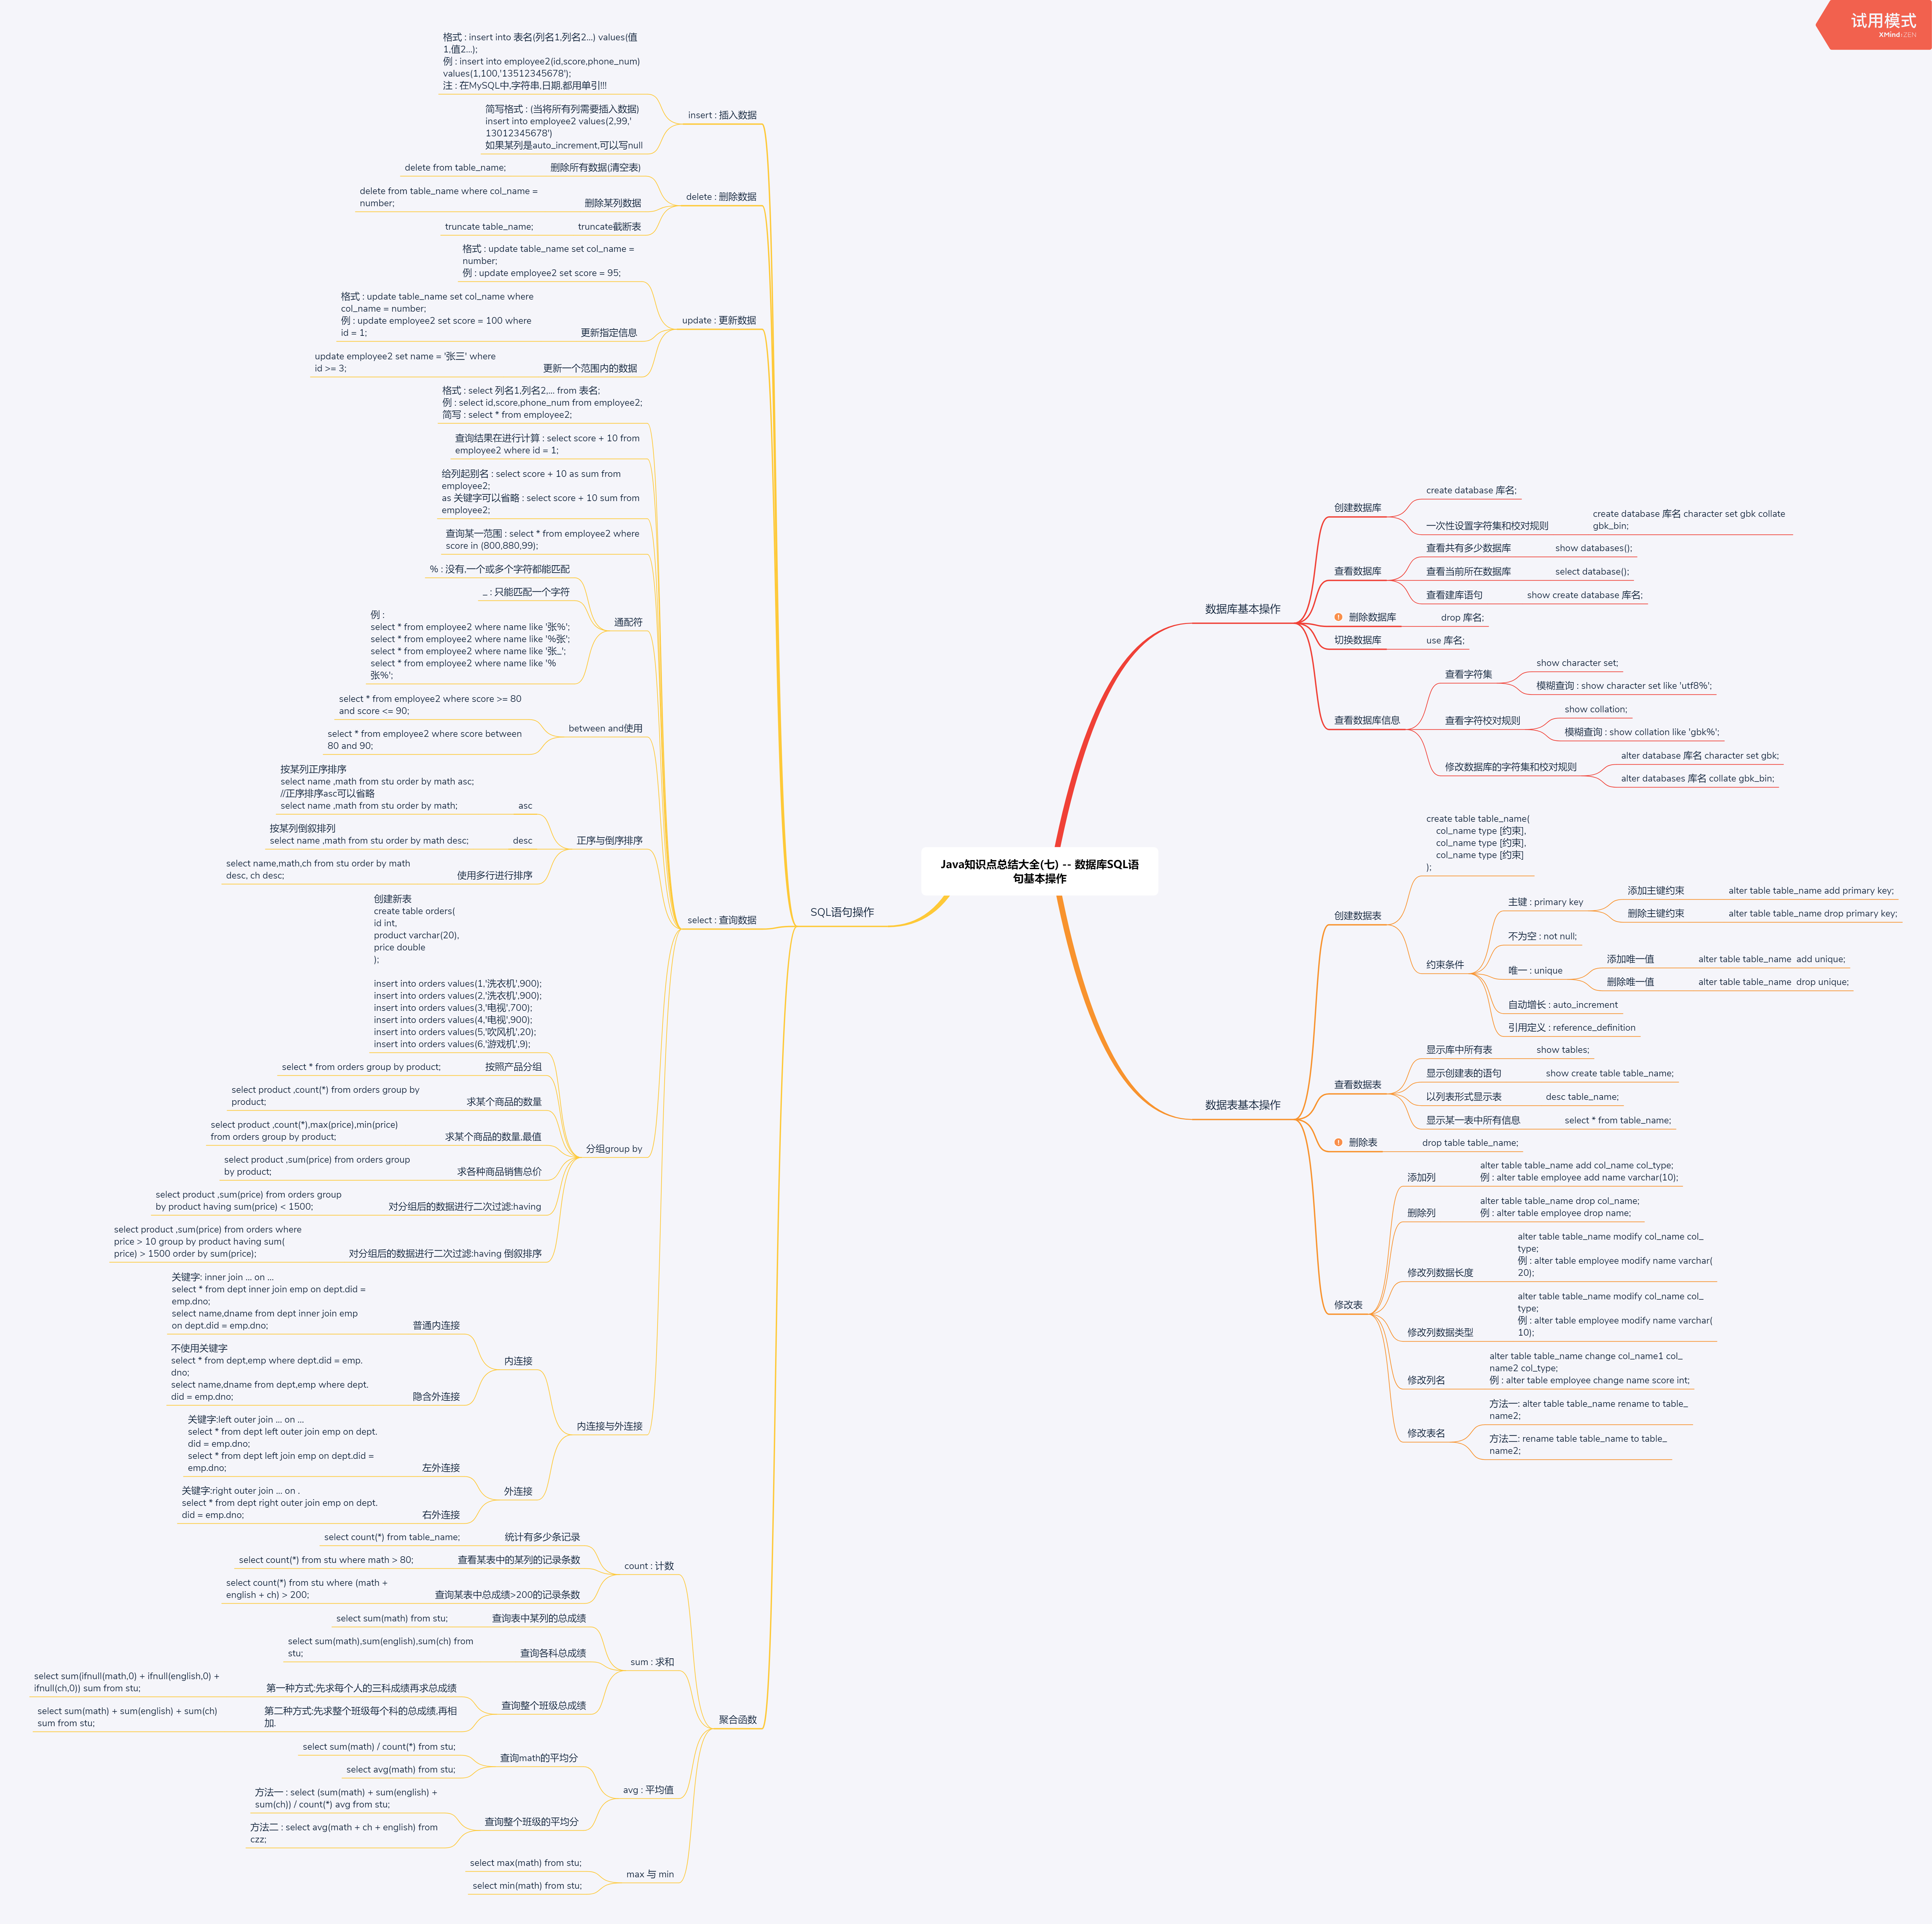 试用模式
XMind:ZEN
Java知识点总结大全(七) -- 数据库SQL语
句基本操作
数据库基本操作
创建数据库
create database 库名;
一次性设置字符集和校对规则
create database 库名 character set gbk collate
gbk_bin;
查看数据库
查看共有多少数据库
show databases();
查看当前所在数据库
select database();
查看建库语句
show create database 库名;
删除数据库
drop 库名;
切换数据库
use 库名;
查看数据库信息
查看字符集
show character set;
模糊查询 : show character set like 'utf8%';
查看字符校对规则
show collation;
模糊查询 : show collation like 'gbk%';
修改数据库的字符集和校对规则
alter database 库名 character set gbk;
alter databases 库名 collate gbk_bin;
数据表基本操作
创建数据表
create table table_name(
col_name type [约束],
col_name type [约束],
col_name type [约束]
);
约束条件
主键 : primary key
添加主键约束
alter table table_name add primary key;
删除主键约束
alter table table_name drop primary key;
不为空 : not null;
唯一 : unique
添加唯一值
alter table table_name  add unique;
删除唯一值
alter table table_name  drop unique;
自动增长 : auto_increment
引用定义 : reference_definition
查看数据表
显示库中所有表
show tables;
显示创建表的语句
show create table table_name;
以列表形式显示表
desc table_name;
显示某一表中所有信息
select * from table_name;
删除表
drop table table_name;
修改表
添加列
alter table table_name add col_name col_type;
例 : alter table employee add name varchar(10);
删除列
alter table table_name drop col_name;
例 : alter table employee drop name;
修改列数据长度
alter table table_name modify col_name col_
type;
例 : alter table employee modify name varchar(
20);
修改列数据类型
alter table table_name modify col_name col_
type;
例 : alter table employee modify name varchar(
10);
修改列名
alter table table_name change col_name1 col_
name2 col_type;
例 : alter table employee change name score int;
修改表名
方法一: alter table table_name rename to table_
name2;
方法二: rename table table_name to table_
name2;
SQL语句操作
insert : 插入数据
格式 : insert into 表名(列名1,列名2...) values(值
1,值2...);
例 : insert into employee2(id,score,phone_num)
values(1,100,'13512345678');
注 : 在MySQL中,字符串,日期,都用单引!!!
简写格式 : (当将所有列需要插入数据)
insert into employee2 values(2,99,'
13012345678')
如果某列是auto_increment,可以写null
delete : 删除数据
删除所有数据(清空表)
delete from table_name;
删除某列数据
delete from table_name where col_name =
number;
truncate截断表
truncate table_name;
update : 更新数据
格式 : update table_name set col_name =
number;
例 : update employee2 set score = 95;
更新指定信息
格式 : update table_name set col_name where
col_name = number;
例 : update employee2 set score = 100 where
id = 1;
更新一个范围内的数据
update employee2 set name = '张三' where
id >= 3;
select : 查询数据
格式 : select 列名1,列名2,... from 表名;
例 : select id,score,phone_num from employee2;
简写 : select * from employee2;
查询结果在进行计算 : select score + 10 from
employee2 where id = 1;
给列起别名 : select score + 10 as sum from
employee2;
as 关键字可以省略 : select score + 10 sum from
employee2;
查询某一范围 : select * from employee2 where
score in (800,880,99);
通配符
% : 没有,一个或多个字符都能匹配
_ : 只能匹配一个字符
例 :
select * from employee2 where name like '张%';
select * from employee2 where name like '%张';
select * from employee2 where name like '张_';
select * from employee2 where name like '%
张%';
between and使用
select * from employee2 where score >= 80
and score <= 90;
select * from employee2 where score between
80 and 90;
正序与倒序排序
asc
按某列正序排序
select name ,math from stu order by math asc;
//正序排序asc可以省略
select name ,math from stu order by math;
desc
按某列倒叙排列
select name ,math from stu order by math desc;
使用多行进行排序
select name,math,ch from stu order by math
desc, ch desc;
分组group by
创建新表
create table orders(
id int,
product varchar(20),
price double
);
insert into orders values(1,'洗衣机',900);
insert into orders values(2,'洗衣机',900);
insert into orders values(3,'电视',700);
insert into orders values(4,'电视',900);
insert into orders values(5,'吹风机',20);
insert into orders values(6,'游戏机',9);
按照产品分组
select * from orders group by product;
求某个商品的数量
select product ,count(*) from orders group by
product;
求某个商品的数量,最值
select product ,count(*),max(price),min(price)
from orders group by product;
求各种商品销售总价
select product ,sum(price) from orders group
by product;
对分组后的数据进行二次过滤:having
select product ,sum(price) from orders group
by product having sum(price) < 1500;
对分组后的数据进行二次过滤:having 倒叙排序
select product ,sum(price) from orders where
price > 10 group by product having sum(
price) > 1500 order by sum(price);
内连接与外连接
内连接
普通内连接
关键字: inner join ... on ...
select * from dept inner join emp on dept.did =
emp.dno;
select name,dname from dept inner join emp
on dept.did = emp.dno;
隐含外连接
不使用关键字
select * from dept,emp where dept.did = emp.
dno;
select name,dname from dept,emp where dept.
did = emp.dno;
外连接
左外连接
关键字:left outer join ... on ...
select * from dept left outer join emp on dept.
did = emp.dno;
select * from dept left join emp on dept.did =
emp.dno;
右外连接
关键字:right outer join ... on .
select * from dept right outer join emp on dept.
did = emp.dno;
聚合函数
count : 计数
统计有多少条记录
select count(*) from table_name;
查看某表中的某列的记录条数
select count(*) from stu where math > 80;
查询某表中总成绩>200的记录条数
select count(*) from stu where (math +
english + ch) > 200;
sum : 求和
查询表中某列的总成绩
select sum(math) from stu;
查询各科总成绩
select sum(math),sum(english),sum(ch) from
stu;
查询整个班级总成绩
第一种方式:先求每个人的三科成绩再求总成绩
select sum(ifnull(math,0) + ifnull(english,0) +
ifnull(ch,0)) sum from stu;
第二种方式:先求整个班级每个科的总成绩,再相
加.
select sum(math) + sum(english) + sum(ch)
sum from stu;
avg : 平均值
查询math的平均分
select sum(math) / count(*) from stu;
select avg(math) from stu;
查询整个班级的平均分
方法一 : select (sum(math) + sum(english) +
sum(ch)) / count(*) avg from stu;
方法二 : select avg(math + ch + english) from
czz;
max 与 min
select max(math) from stu;
select min(math) from stu;